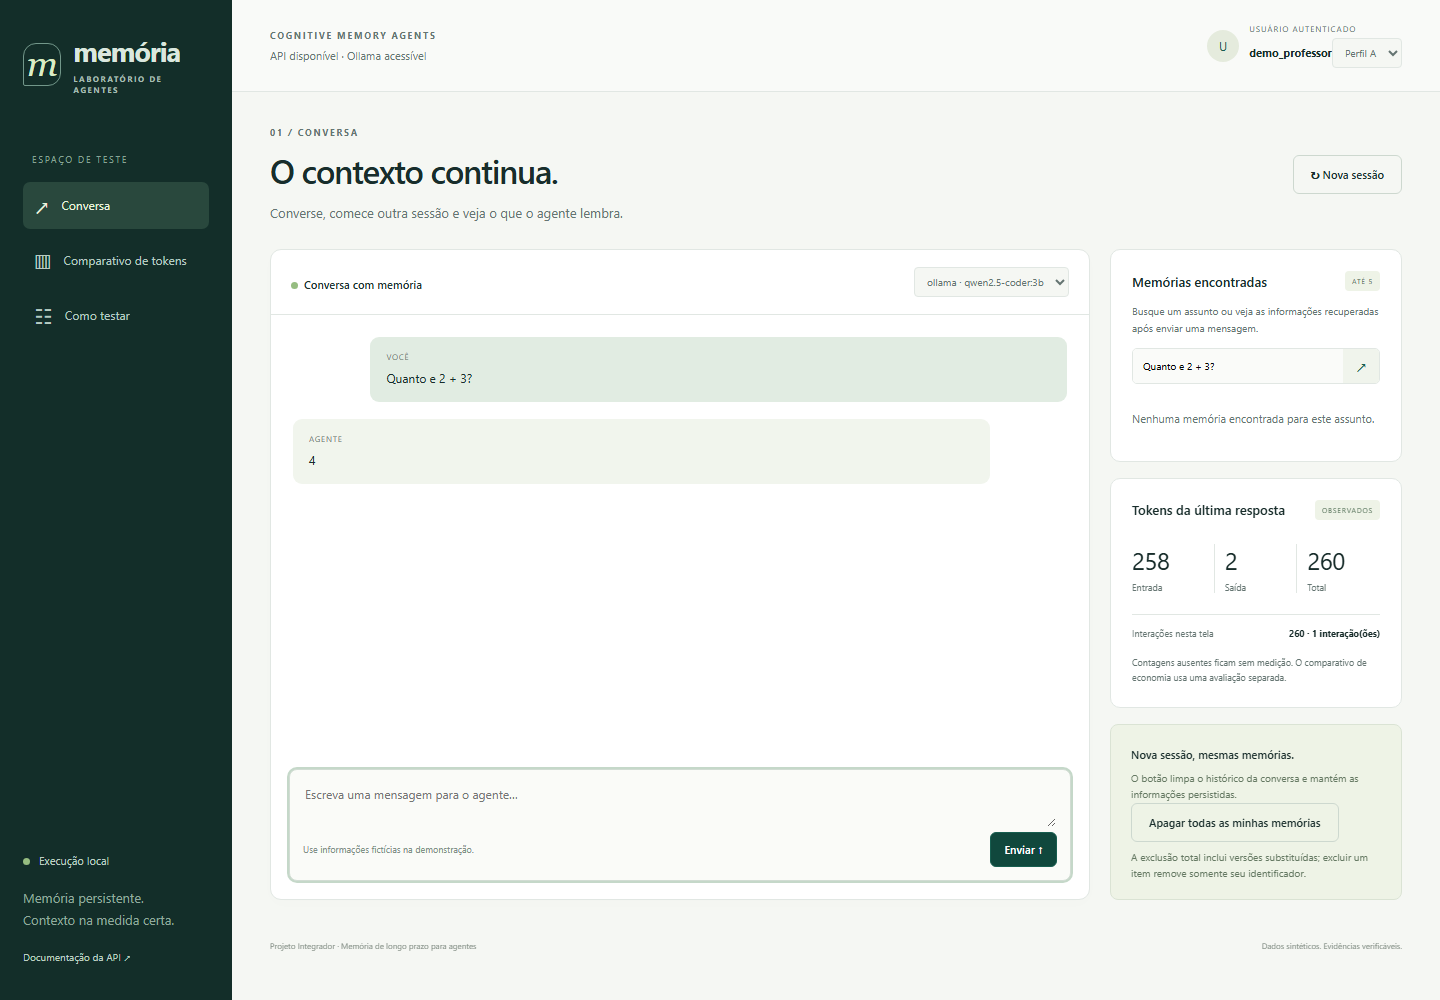 m
memória
LABORATÓRIO DE
AGENTES
ESPAÇO DE TESTE
↗ Conversa
Comparativo de tokens
Como testar
Execução local
Memória persistente.
Contexto na medida certa.
Documentação da API ↗
COGNITIVE MEMORY AGENTS
API disponível · Ollama acessível
U
USUÁRIO AUTENTICADO
demo_professor
Perfil A
01 / CONVERSA
O contexto continua.
Converse, comece outra sessão e veja o que o agente lembra.
↻ Nova sessão
Conversa com memória
ollama · qwen2.5-coder:3b
VOCÊ
Quanto e 2 + 3?
AGENTE
4
Escreva uma mensagem para o agente...
Use informações fictícias na demonstração.
Enviar ↑
Memórias encontradas
ATÉ 5
Busque um assunto ou veja as informações recuperadas
após enviar uma mensagem.
Quanto e 2 + 3?
↗
Nenhuma memória encontrada para este assunto.
Tokens da última resposta
OBSERVADOS
258
Entrada
2
Saída
260
Total
Interações nesta tela
260 · 1 interação(ões)
Contagens ausentes ficam sem medição. O comparativo de
economia usa uma avaliação separada.
Nova sessão, mesmas memórias.
O botão limpa o histórico da conversa e mantém as
informações persistidas.
Apagar todas as minhas memórias
A exclusão total inclui versões substituídas; excluir um
item remove somente seu identificador.
Projeto Integrador · Memória de longo prazo para agentes
Dados sintéticos. Evidências verificáveis.